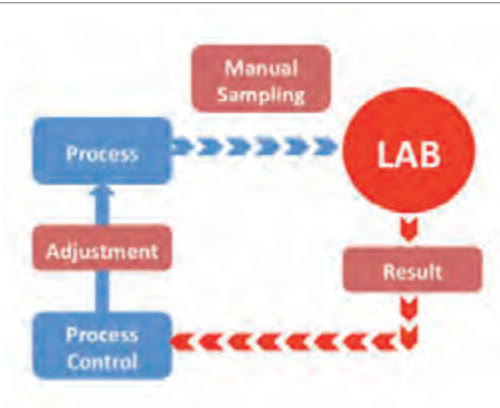 Manual
Sampling
Process
LAB
Adjustment
Result
Process
Control